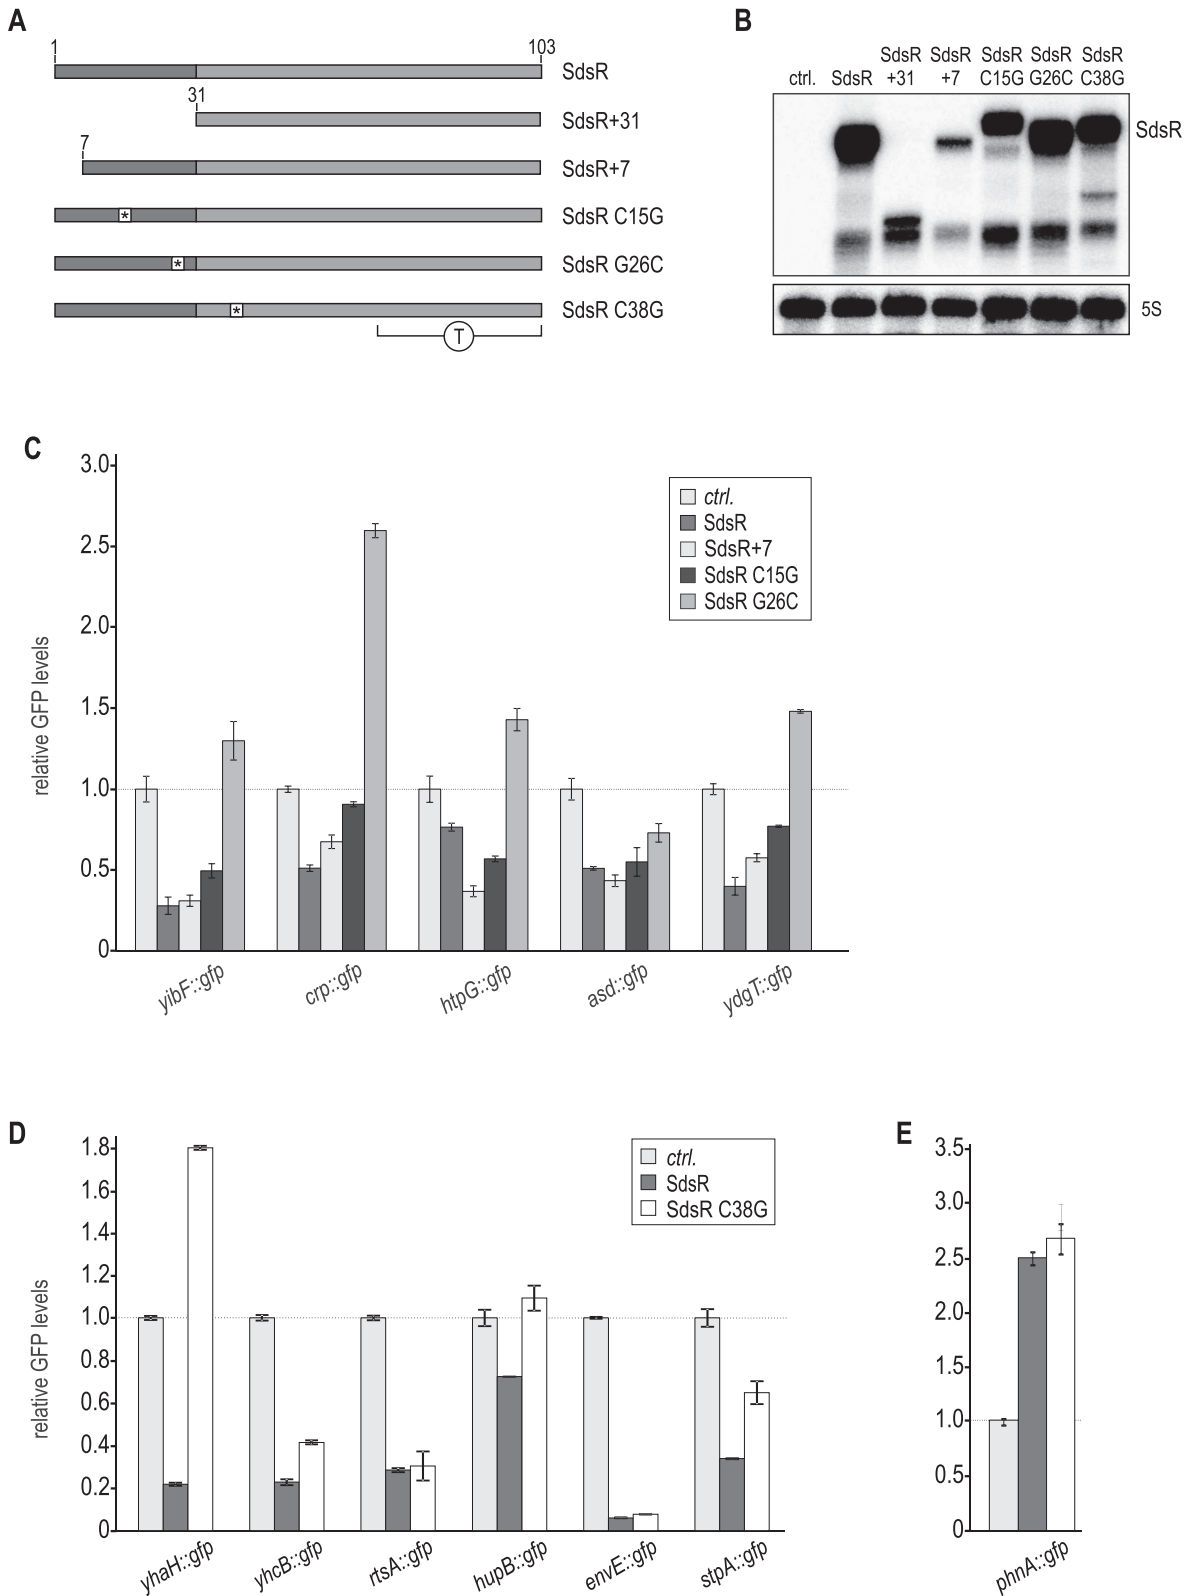 A
1
103
SdsR
31
SdsR+31
7
SdsR+7
*
SdsR C15G
*
SdsR G26C
*
SdsR C38G
T
B
ctrl.
SdsR
SdsR
+31
SdsR
+7
SdsR
C15G
SdsR
G26C
SdsR
C38G
SdsR
5S
C
relative GFP levels
3.0
2.5
2.0
1.5
1.0
0.5
0
ctrl.
SdsR
SdsR+7
SdsR C15G
SdsR G26C
yibF::gfp
crp::gfp
htpG::gfp
asd::gfp
ydgT::gfp
D
relative GFP levels
1.8
1.6
1.4
1.2
1.0
0.8
0.6
0.4
0.2
0
ctrl.
SdsR
SdsR C38G
yhaH::gfp
yhcB::gfp
rtsA::gfp
hupB::gfp
envE::gfp
stpA::gfp
E
3.5
3.0
2.5
2.0
1.5
1.0
0.5
0
phnA::gfp